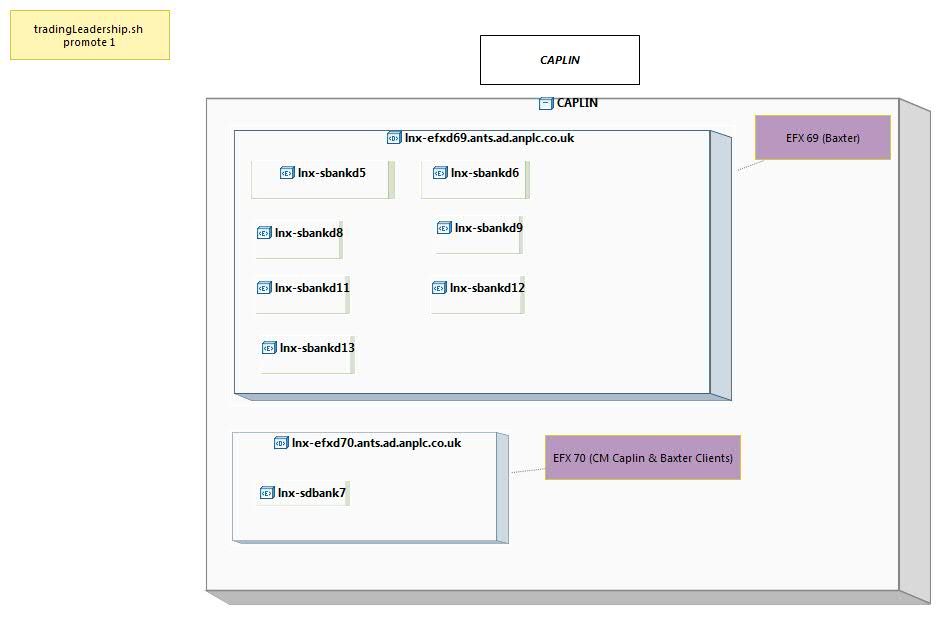 tradingLeadership.sh
promote 1
CAPLIN
CAPLIN
lnx-efxd69.ants.ad.anplc.co.uk
EFX 69 (Baxter)
lnx-sbankd5
lnx-sbankd6
lnx-sbankd8
lnx-sbankd9
lnx-sbankd11
lnx-sbankd12
lnx-sbankd13
lnx-efxd70.ants.ad.anplc.co.uk
EFX 70 (CM Caplin & Baxter Clients)
lnx-sdbank7